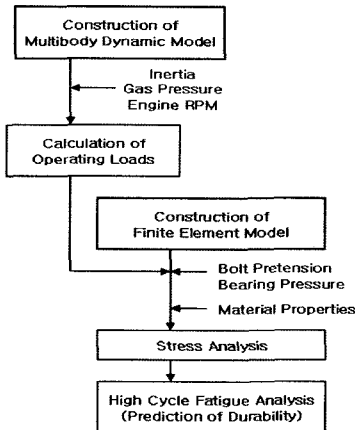 Construction of
Multibody Dynamic Model
Inertia
Gas Pressure
Engine RPM
Calculation of
Operating Loads
Construction of
Finite Element Model
Bolt Pretension
Bearing Pressure
Material Properties
Stress Analysis
High Cycle Fatigue Analysis
(Prediction of Durability)